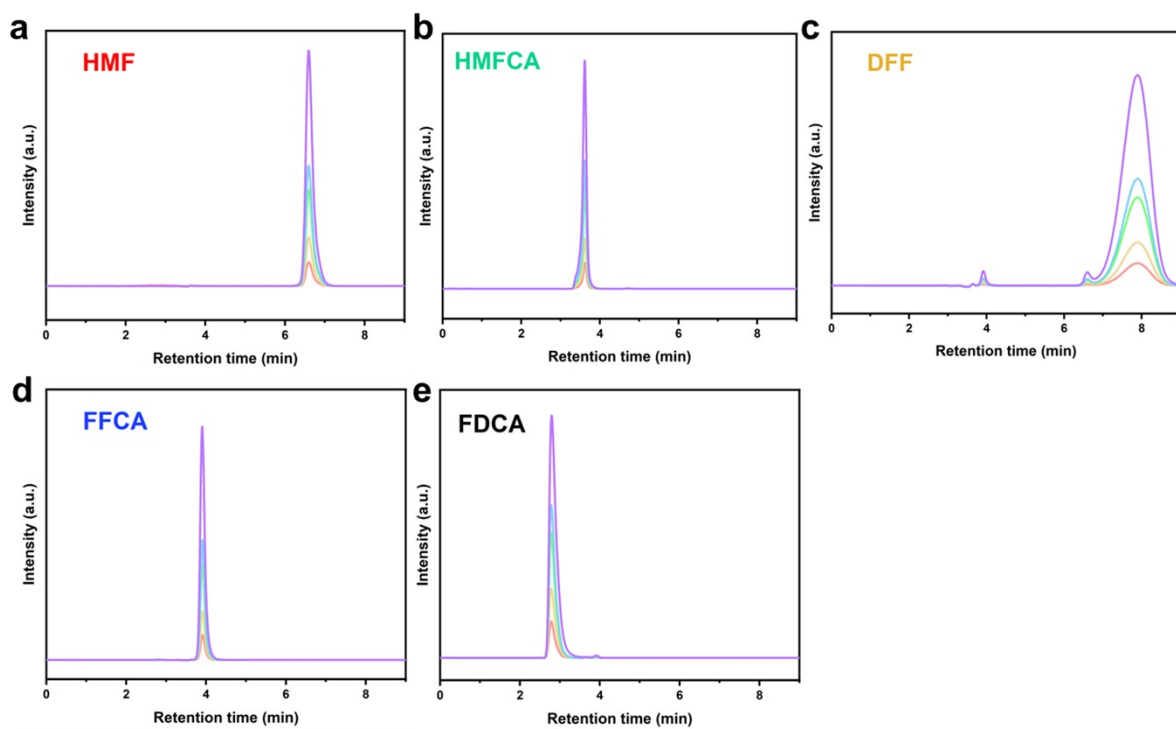 a
HMF
Intensity (a.u.)
0 2 4 6 8
Retention time (min)
b
HMFCA
Intensity (a.u.)
0 2 4 6 8
Retention time (min)
c
DFF
Intensity (a.u.)
0 2 4 6 8
Retention time (min)
d
FFCA
Intensity (a.u.)
0 2 4 6 8
Retention time (min)
e
FDCA
Intensity (a.u.)
0 2 4 6 8
Retention time (min)